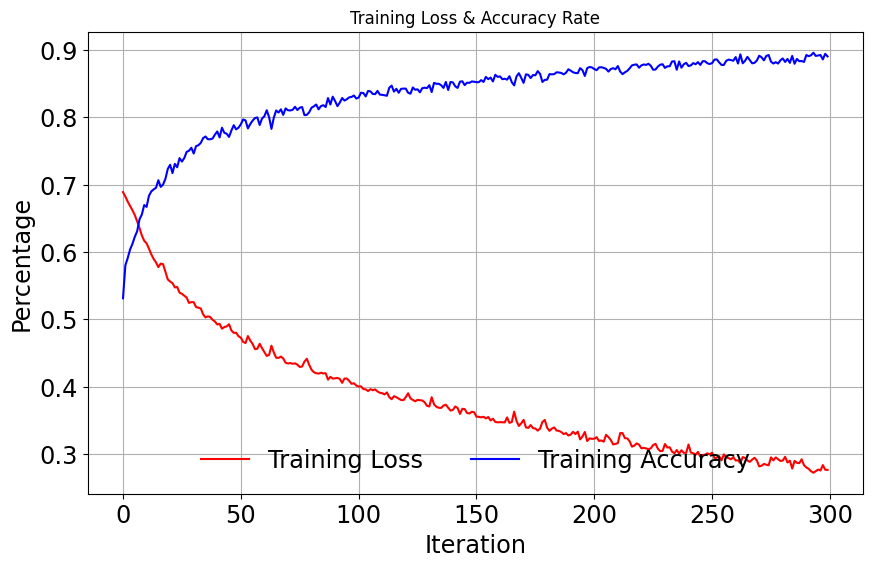 Training Loss & Accuracy Rate
Percentage
0.9
0.8
0.7
0.6
0.5
0.4
0.3
Training Loss
Training Accuracy
0
50
100
150
200
250
300
Iteration